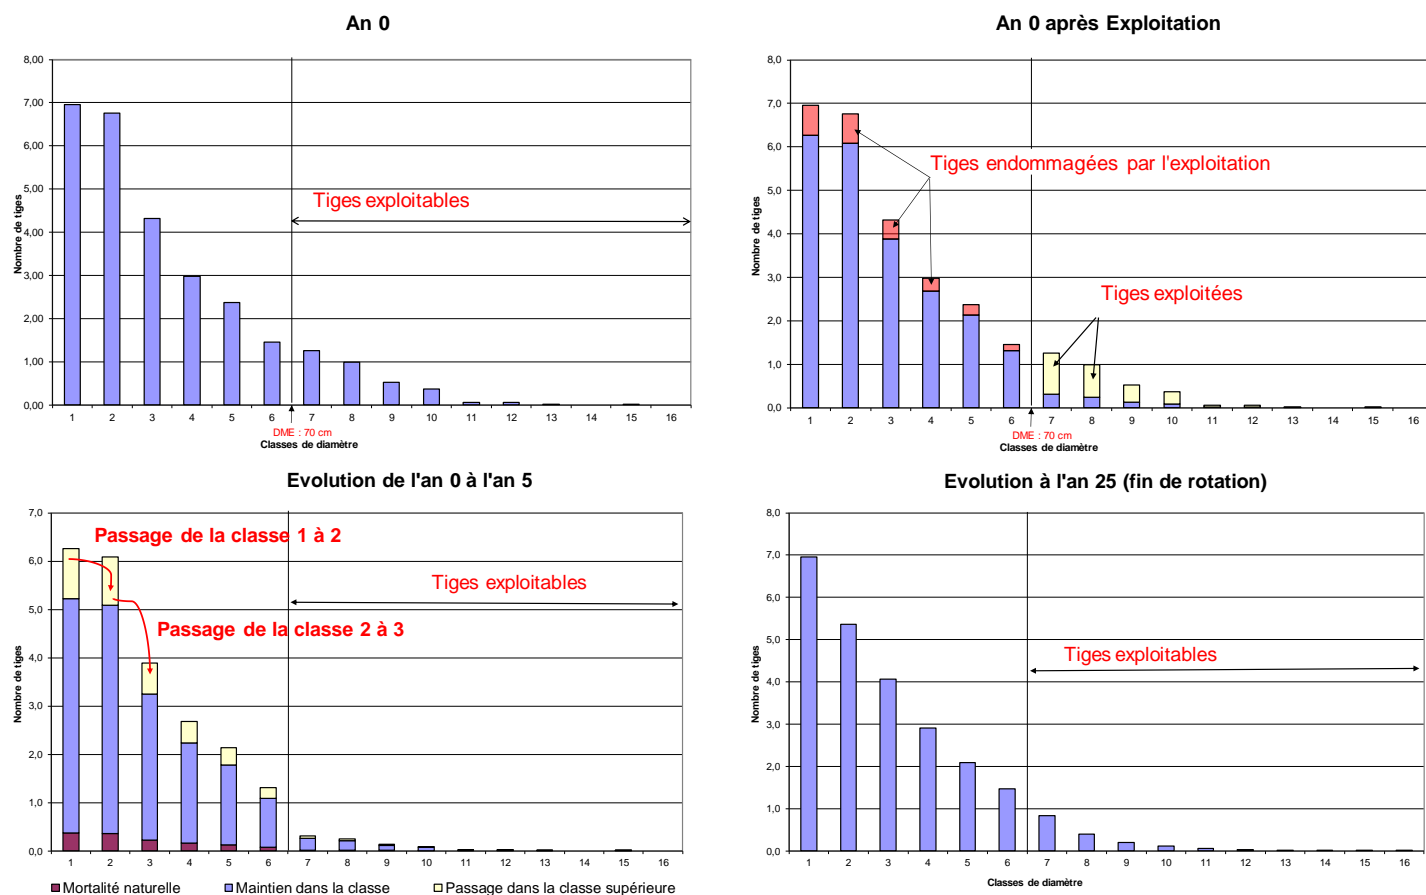 An 0
8,00
7,00
6,00
5,00
4,00
3,00
2,00
1,00
0,00
Nombre de tiges
Tiges exploitables
1 2 3 4 5 6 7 8 9 10 11 12 13 14 15 16
DME : 70 cm
Classes de diamètre
An 0 après Exploitation
8,0
7,0
6,0
5,0
4,0
3,0
2,0
1,0
0,0
Nombre de tiges
Tiges endommagées par l'exploitation
Tiges exploitées
1 2 3 4 5 6 7 8 9 10 11 12 13 14 15 16
DME : 70 cm
Classes de diamètre
Evolution de l'an 0 à l'an 5
7,0
6,0
5,0
4,0
3,0
2,0
1,0
0,0
Nombre de tiges
Passage de la classe 1 à 2
Tiges exploitables
Passage de la classe 2 à 3
1 2 3 4 5 6 7 8 9 10 11 12 13 14 15 16
Mortalité naturelle Maintien dans la classe Passage dans la classe supérieure
Evolution à l'an 25 (fin de rotation)
8,0
7,0
6,0
5,0
4,0
3,0
2,0
1,0
0,0
Nombre de tiges
Tiges exploitables
1 2 3 4 5 6 7 8 9 10 11 12 13 14 15 16
Classes de diamètre